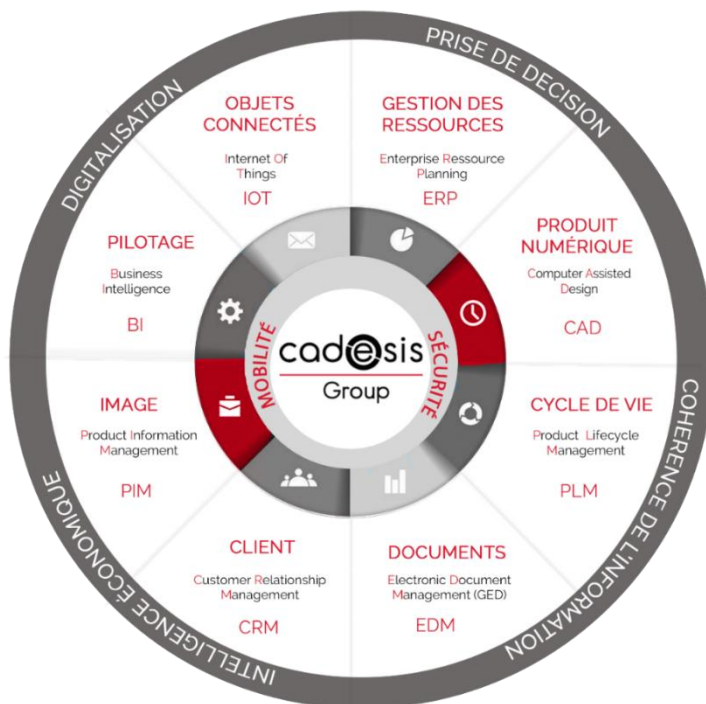 DIGITALISATION
PRISE DE DECISION
COHERENCE DE L'INFORMATION
INTELLIGENCE ÉCONOMIQUE
OBJETS
CONNECTÉS
Internet Of
Things
IOT
GESTION DES
RESSOURCES
Enterprise Ressource
Planning
ERP
PRODUIT
NUMÉRIQUE
Computer Assisted
Design
CAD
CYCLE DE VIE
Product Lifecycle
Management
PLM
DOCUMENTS
Electronic Document
Management (GED)
EDM
CLIENT
Customer Relationship
Management
CRM
IMAGE
Product Information
Management
PIM
PILOTAGE
Business
Intelligence
BI
MOBILITÉ
SÉCURITÉ
cadesis
Group